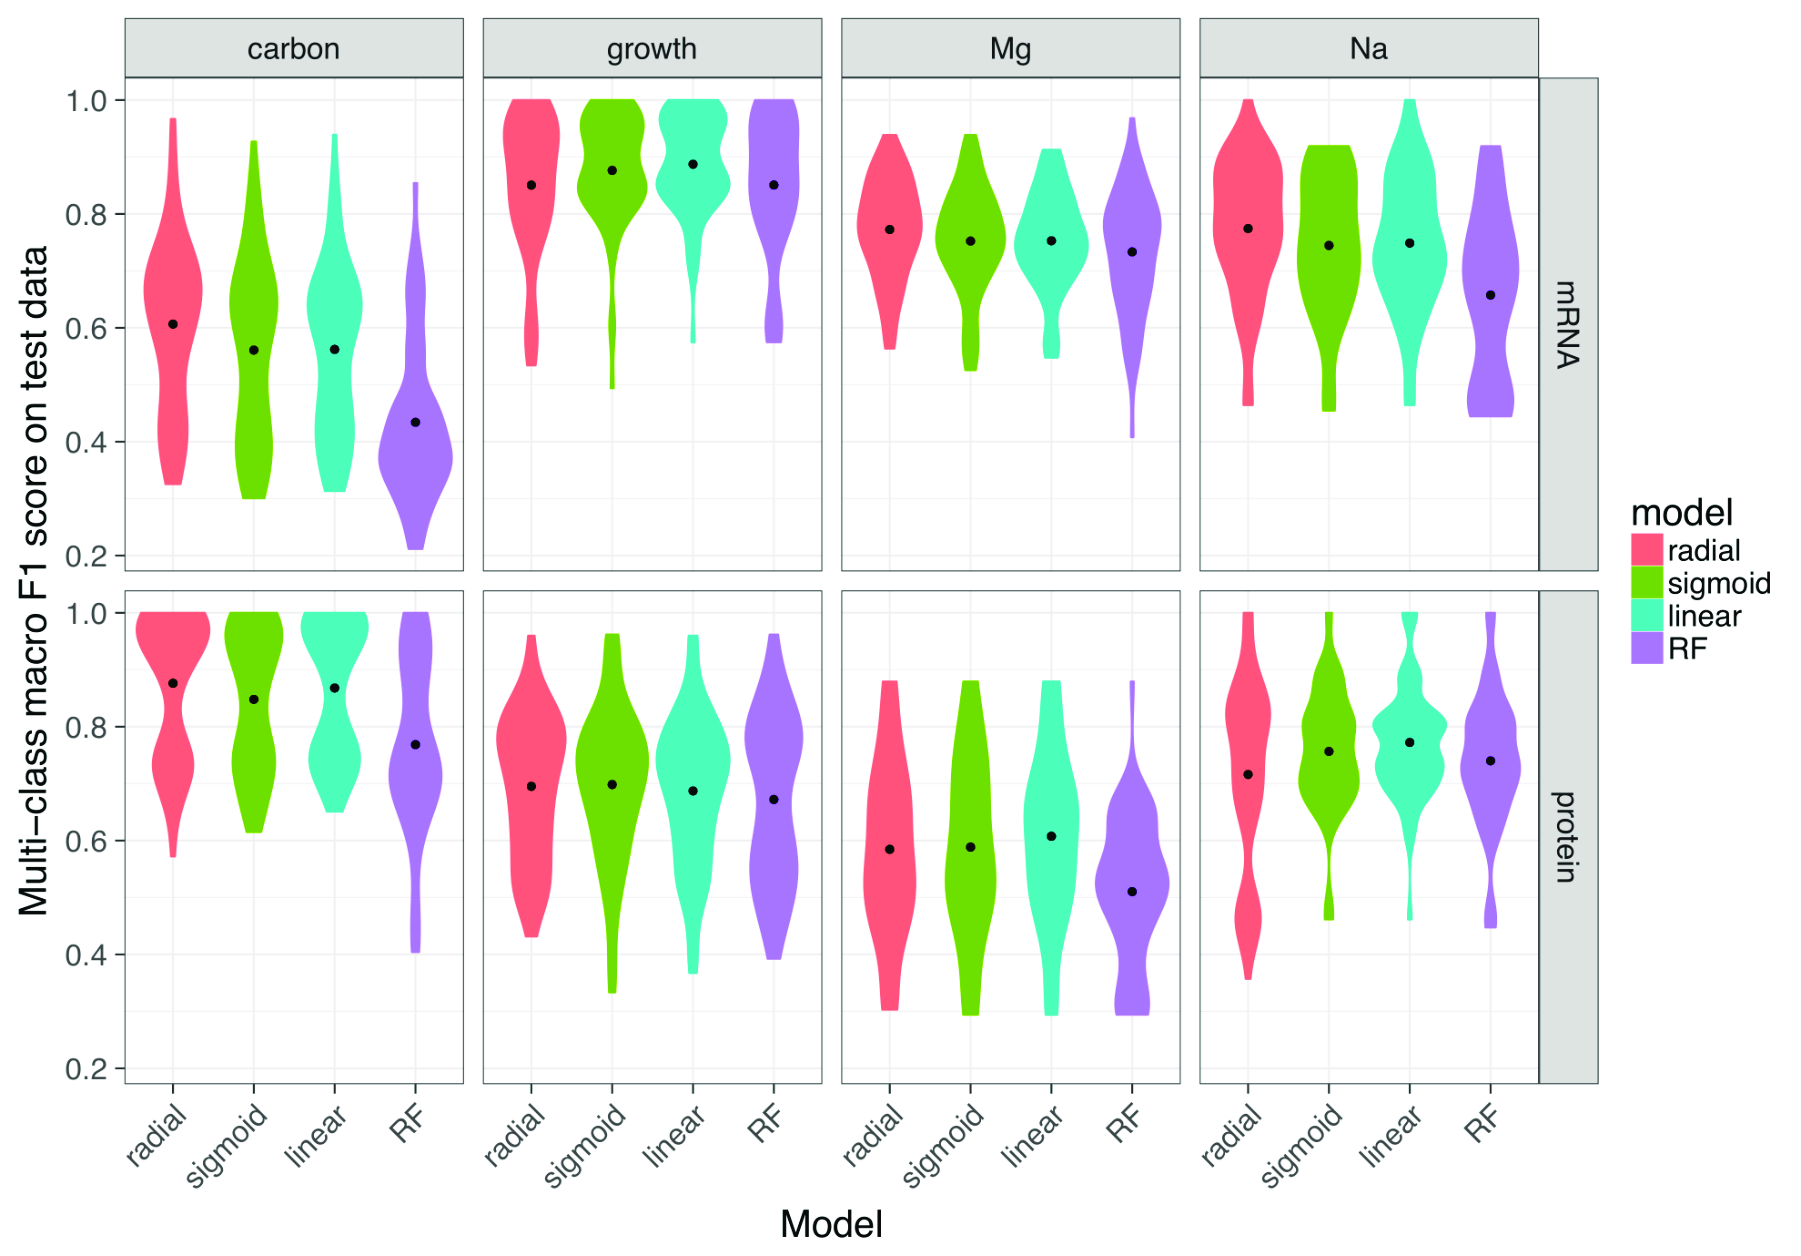 carbon growth Mg Na
Multi−class macro F1 score on test data
1.0
0.8
0.6
0.4
0.2
mRNA
1.0
0.8
0.6
0.4
0.2
protein
radial sigmoid linear RF radial sigmoid linear RF radial sigmoid linear RF radial sigmoid linear RF
Model
model
radial
sigmoid
linear
RF